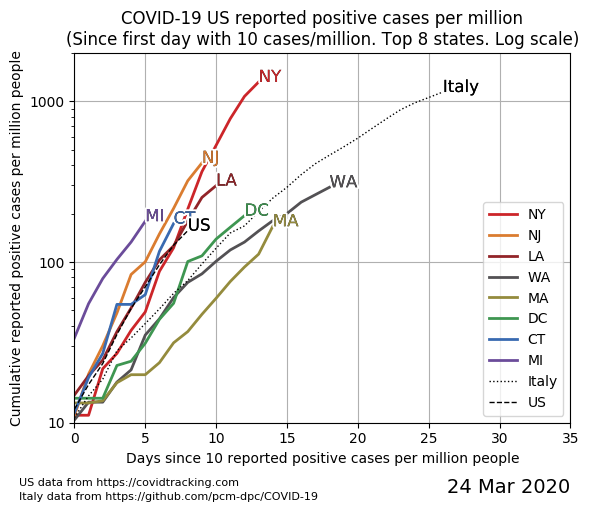 COVID-19 US reported positive cases per million
(Since first day with 10 cases/million. Top 8 states. Log scale)
Cumulative reported positive cases per million people
1000
100
10
NY
Italy
NJ
LA
WA
MI
CT
US
DC
MA
NY
NJ
LA
WA
MA
DC
CT
MI
Italy
US
0 5 10 15 20 25 30 35
Days since 10 reported positive cases per million people
US data from https://covidtracking.com
Italy data from https://github.com/pcm-dpc/COVID-19
24 Mar 2020